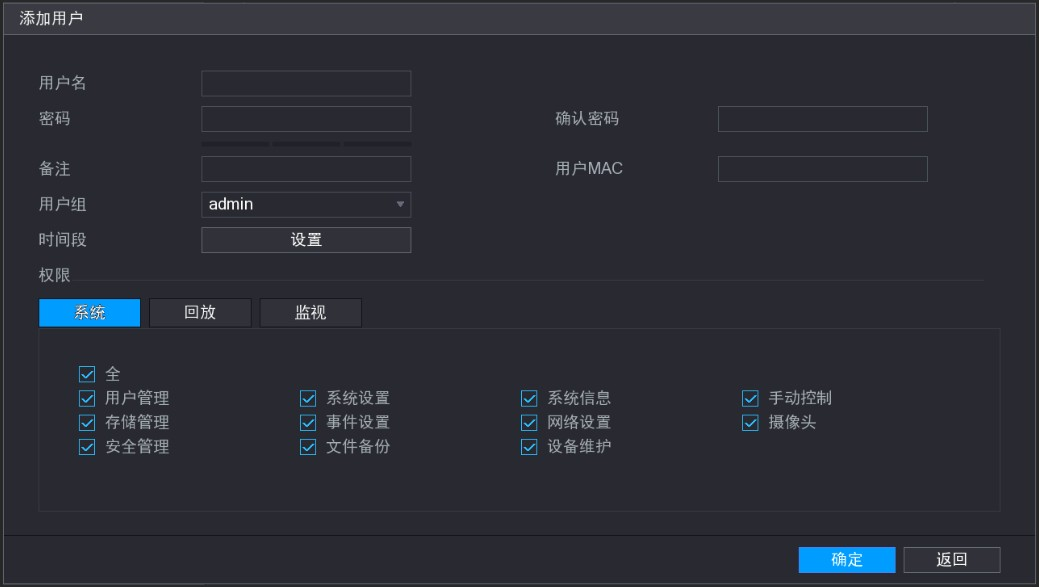 添加用户
用户名
密码 确认密码
备注 用户MAC
用户组 admin
时间段 设置
权限
系统 回放 监视
全
用户管理 系统设置 系统信息 手动控制
存储管理 事件设置 网络设置 摄像头
安全管理 文件备份 设备维护
确定 返回